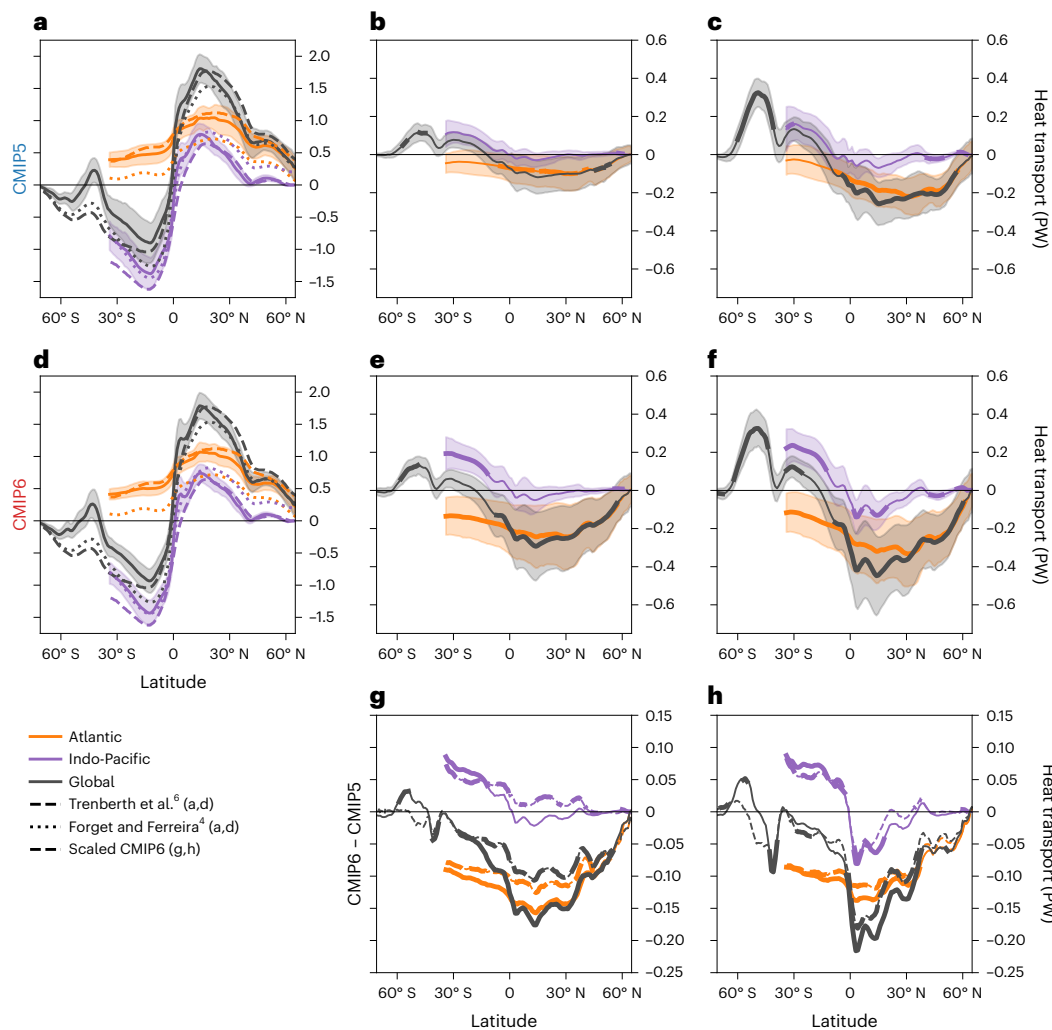 a
b
c
2.0
1.5
1.0
0.5
0
–0.5
–1.0
–1.5
0.6
0.4
0.2
0
–0.2
–0.4
–0.6
0.6
0.4
0.2
0
–0.2
–0.4
–0.6
CMIP5
Heat transport (PW)
60° S 30° S 0 30° N 60° N
60° S 30° S 0 30° N 60° N
60° S 30° S 0 30° N 60° N
d
e
f
2.0
1.5
1.0
0.5
0
–0.5
–1.0
–1.5
0.6
0.4
0.2
0
–0.2
–0.4
–0.6
0.6
0.4
0.2
0
–0.2
–0.4
–0.6
CMIP6
Heat transport (PW)
60° S 30° S 0 30° N 60° N
60° S 30° S 0 30° N 60° N
60° S 30° S 0 30° N 60° N
Latitude
g
h
Atlantic
Indo-Pacific
Global
Trenberth et al.⁶ (a,d)
Forget and Ferreira⁴ (a,d)
Scaled CMIP6 (g,h)
CMIP6 – CMIP5
0.15
0.10
0.05
0
–0.05
–0.10
–0.15
–0.20
–0.25
0.15
0.10
0.05
0
–0.05
–0.10
–0.15
–0.20
–0.25
Heat transport (PW)
60° S 30° S 0 30° N 60° N
60° S 30° S 0 30° N 60° N
Latitude
Latitude